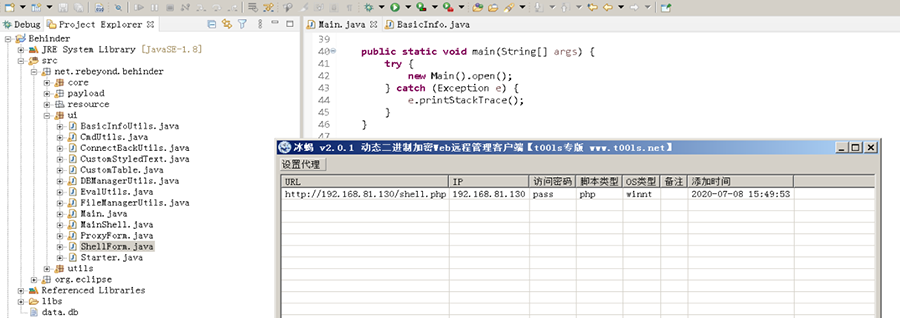 Debug
Project Explorer
Behinder
JRE System Library [JavaSE-1.8]
src
net.rebeyond.behinder
core
payload
resource
ui
BasicInfoUtils.java
CmdUtils.java
ConnectBackUtils.java
CustomStyledText.java
CustomTable.java
DBManagerUtils.java
EvalUtils.java
FileManagerUtils.java
Main.java
MainShell.java
ProxyForm.java
ShellForm.java
Starter.java
utils
org.eclipse
Referenced Libraries
libs
data.db
Main.java
BasicInfo.java
39
40 public static void main(String[] args) {
41 try {
42 new Main().open();
43 } catch (Exception e) {
44 e.printStackTrace();
45 }
46 }
冰蝎 v2.0.1 动态二进制加密Web远程管理客户端【t00ls专版 www.t00ls.net】
设置代理
URL IP 访问密码 脚本类型 OS类型 备注 添加时间
http://192.168.81.130/shell.php 192.168.81.130 pass php winnt 2020-07-08 15:49:53